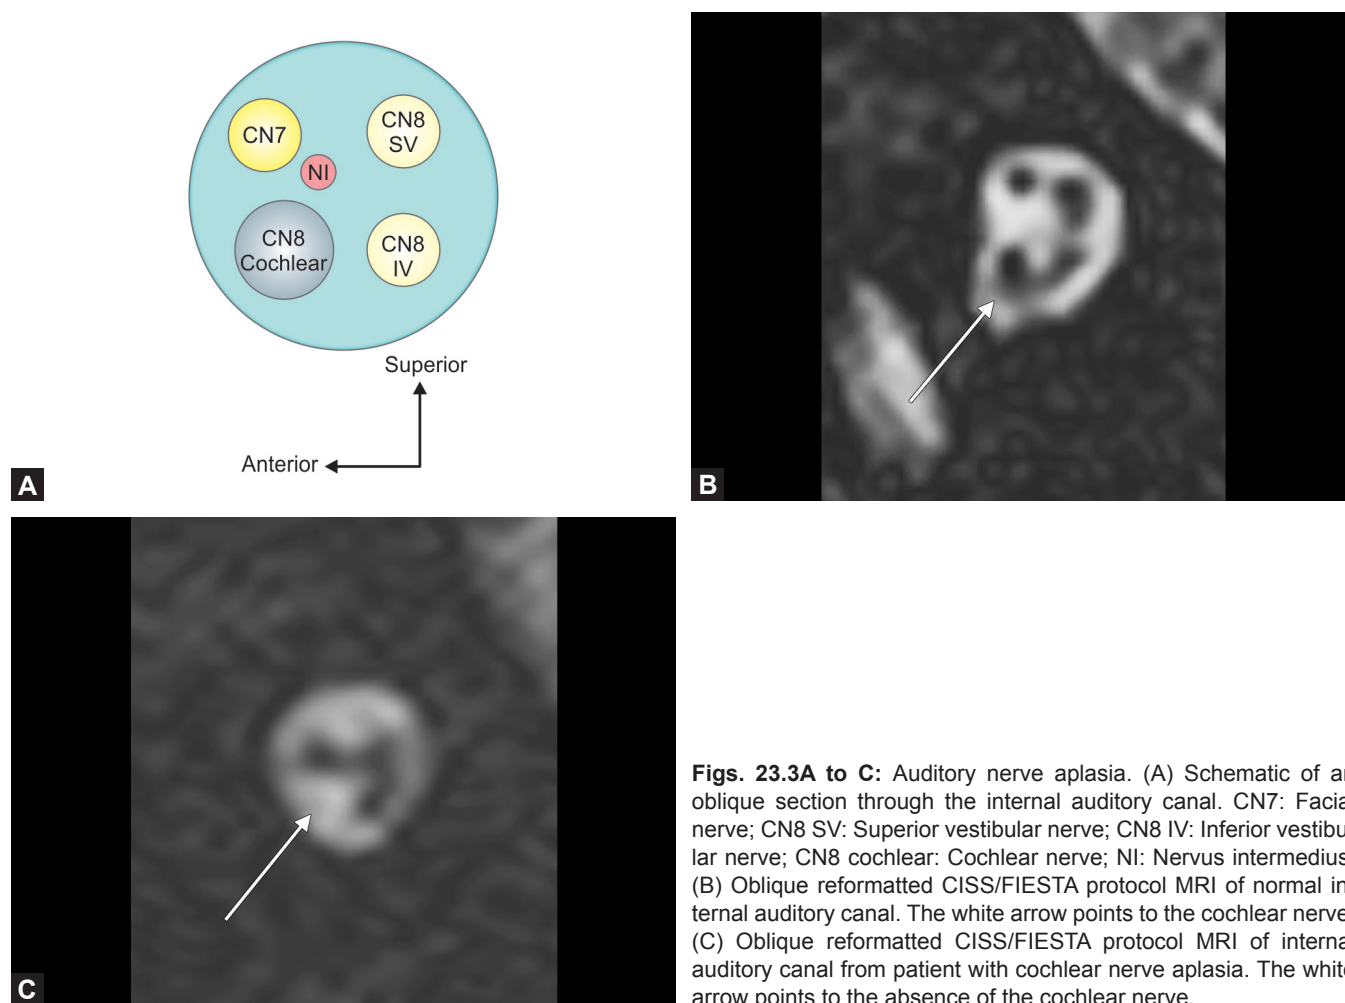 CN7
CN8
SV
NI
CN8
Cochlear
CN8
IV
Superior
Anterior
A
B
C
Figs. 23.3A to C: Auditory nerve aplasia. (A) Schematic of a
oblique section through the internal auditory canal. CN7: Facia
nerve; CN8 SV: Superior vestibular nerve; CN8 IV: Inferior vestibu
lar nerve; CN8 cochlear: Cochlear nerve; NI: Nervus intermedius
(B) Oblique reformatted CISS/FIESTA protocol MRI of normal in
ternal auditory canal. The white arrow points to the cochlear nerve
(C) Oblique reformatted CISS/FIESTA protocol MRI of interna
auditory canal from patient with cochlear nerve aplasia. The white
arrow points to the absence of the cochlear nerve.